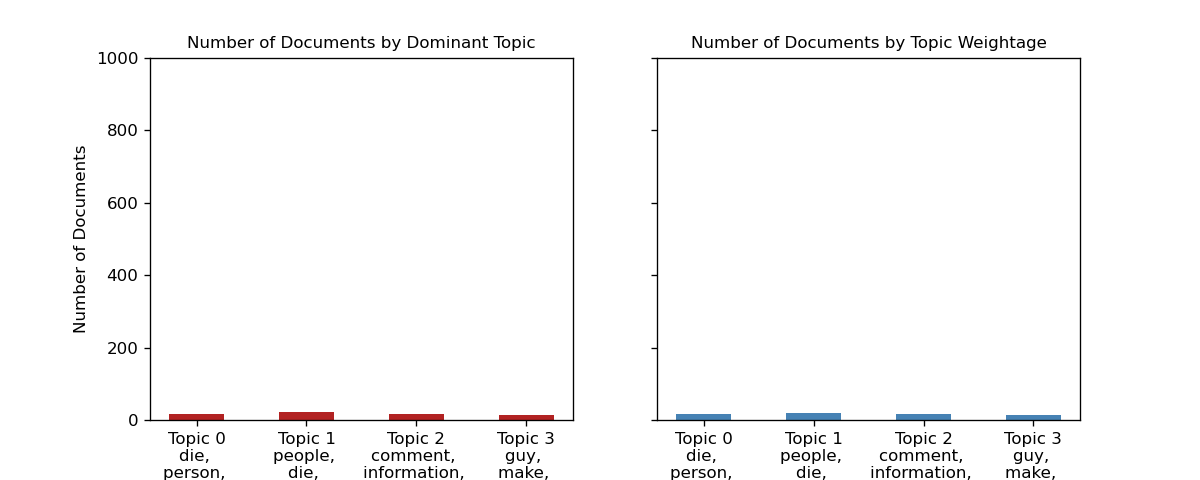 Number of Documents by Dominant Topic
Number of Documents
1000
800
600
400
200
0
Topic 0
die,
person,
Topic 1
people,
die,
Topic 2
comment,
information,
Topic 3
guy,
make,
Number of Documents by Topic Weightage
Topic 0
die,
person,
Topic 1
people,
die,
Topic 2
comment,
information,
Topic 3
guy,
make,